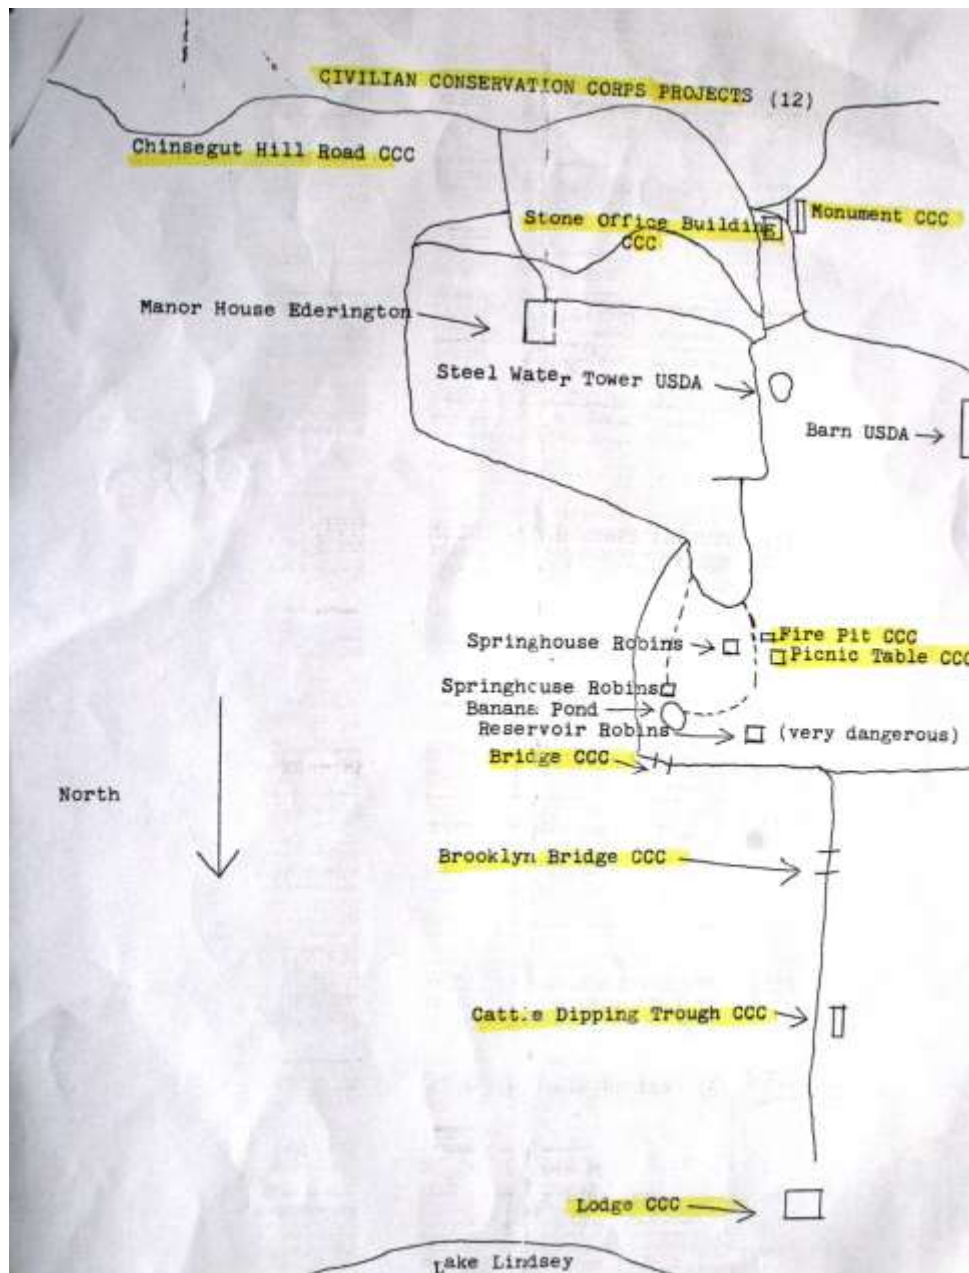 CIVILIAN CONSERVATION CORPS PROJECTS (12)
Chinsegut Hill Road CCC
Stone Office Building
CCC
Monument CCC
Manor House Ederington
Steel Water Tower USDA
Barn USDA
Springhouse Robins
Fire Pit CCC
Picnic Table CCC
Springhouse Robins
Banana Pond
Reservoir Robins
(very dangerous)
Bridge CCC
North
Brooklyn Bridge CCC
Cattle Dipping Trough CCC
Lodge CCC
Lake Lindsey